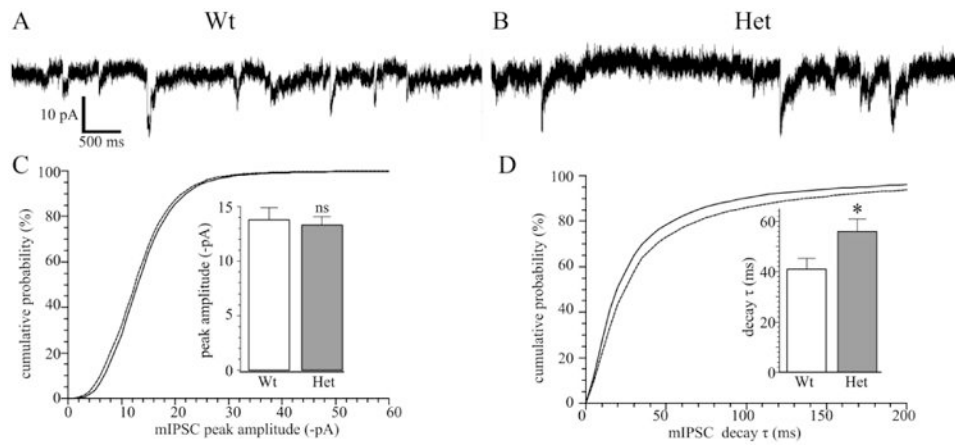 A
Wt
B
Het
10 pA
500 ms
C
D
cumulative probability (%)
100
80
60
40
20
0
0
10
20
30
40
50
60
mIPSC peak amplitude (-pA)
peak amplitude (-pA)
15
10
5
0
ns
Wt
Het
cumulative probability (%)
100
80
60
40
20
0
0
50
100
150
200
mIPSC decay τ (ms)
decay τ (ms)
60
40
20
0
*
Wt
Het